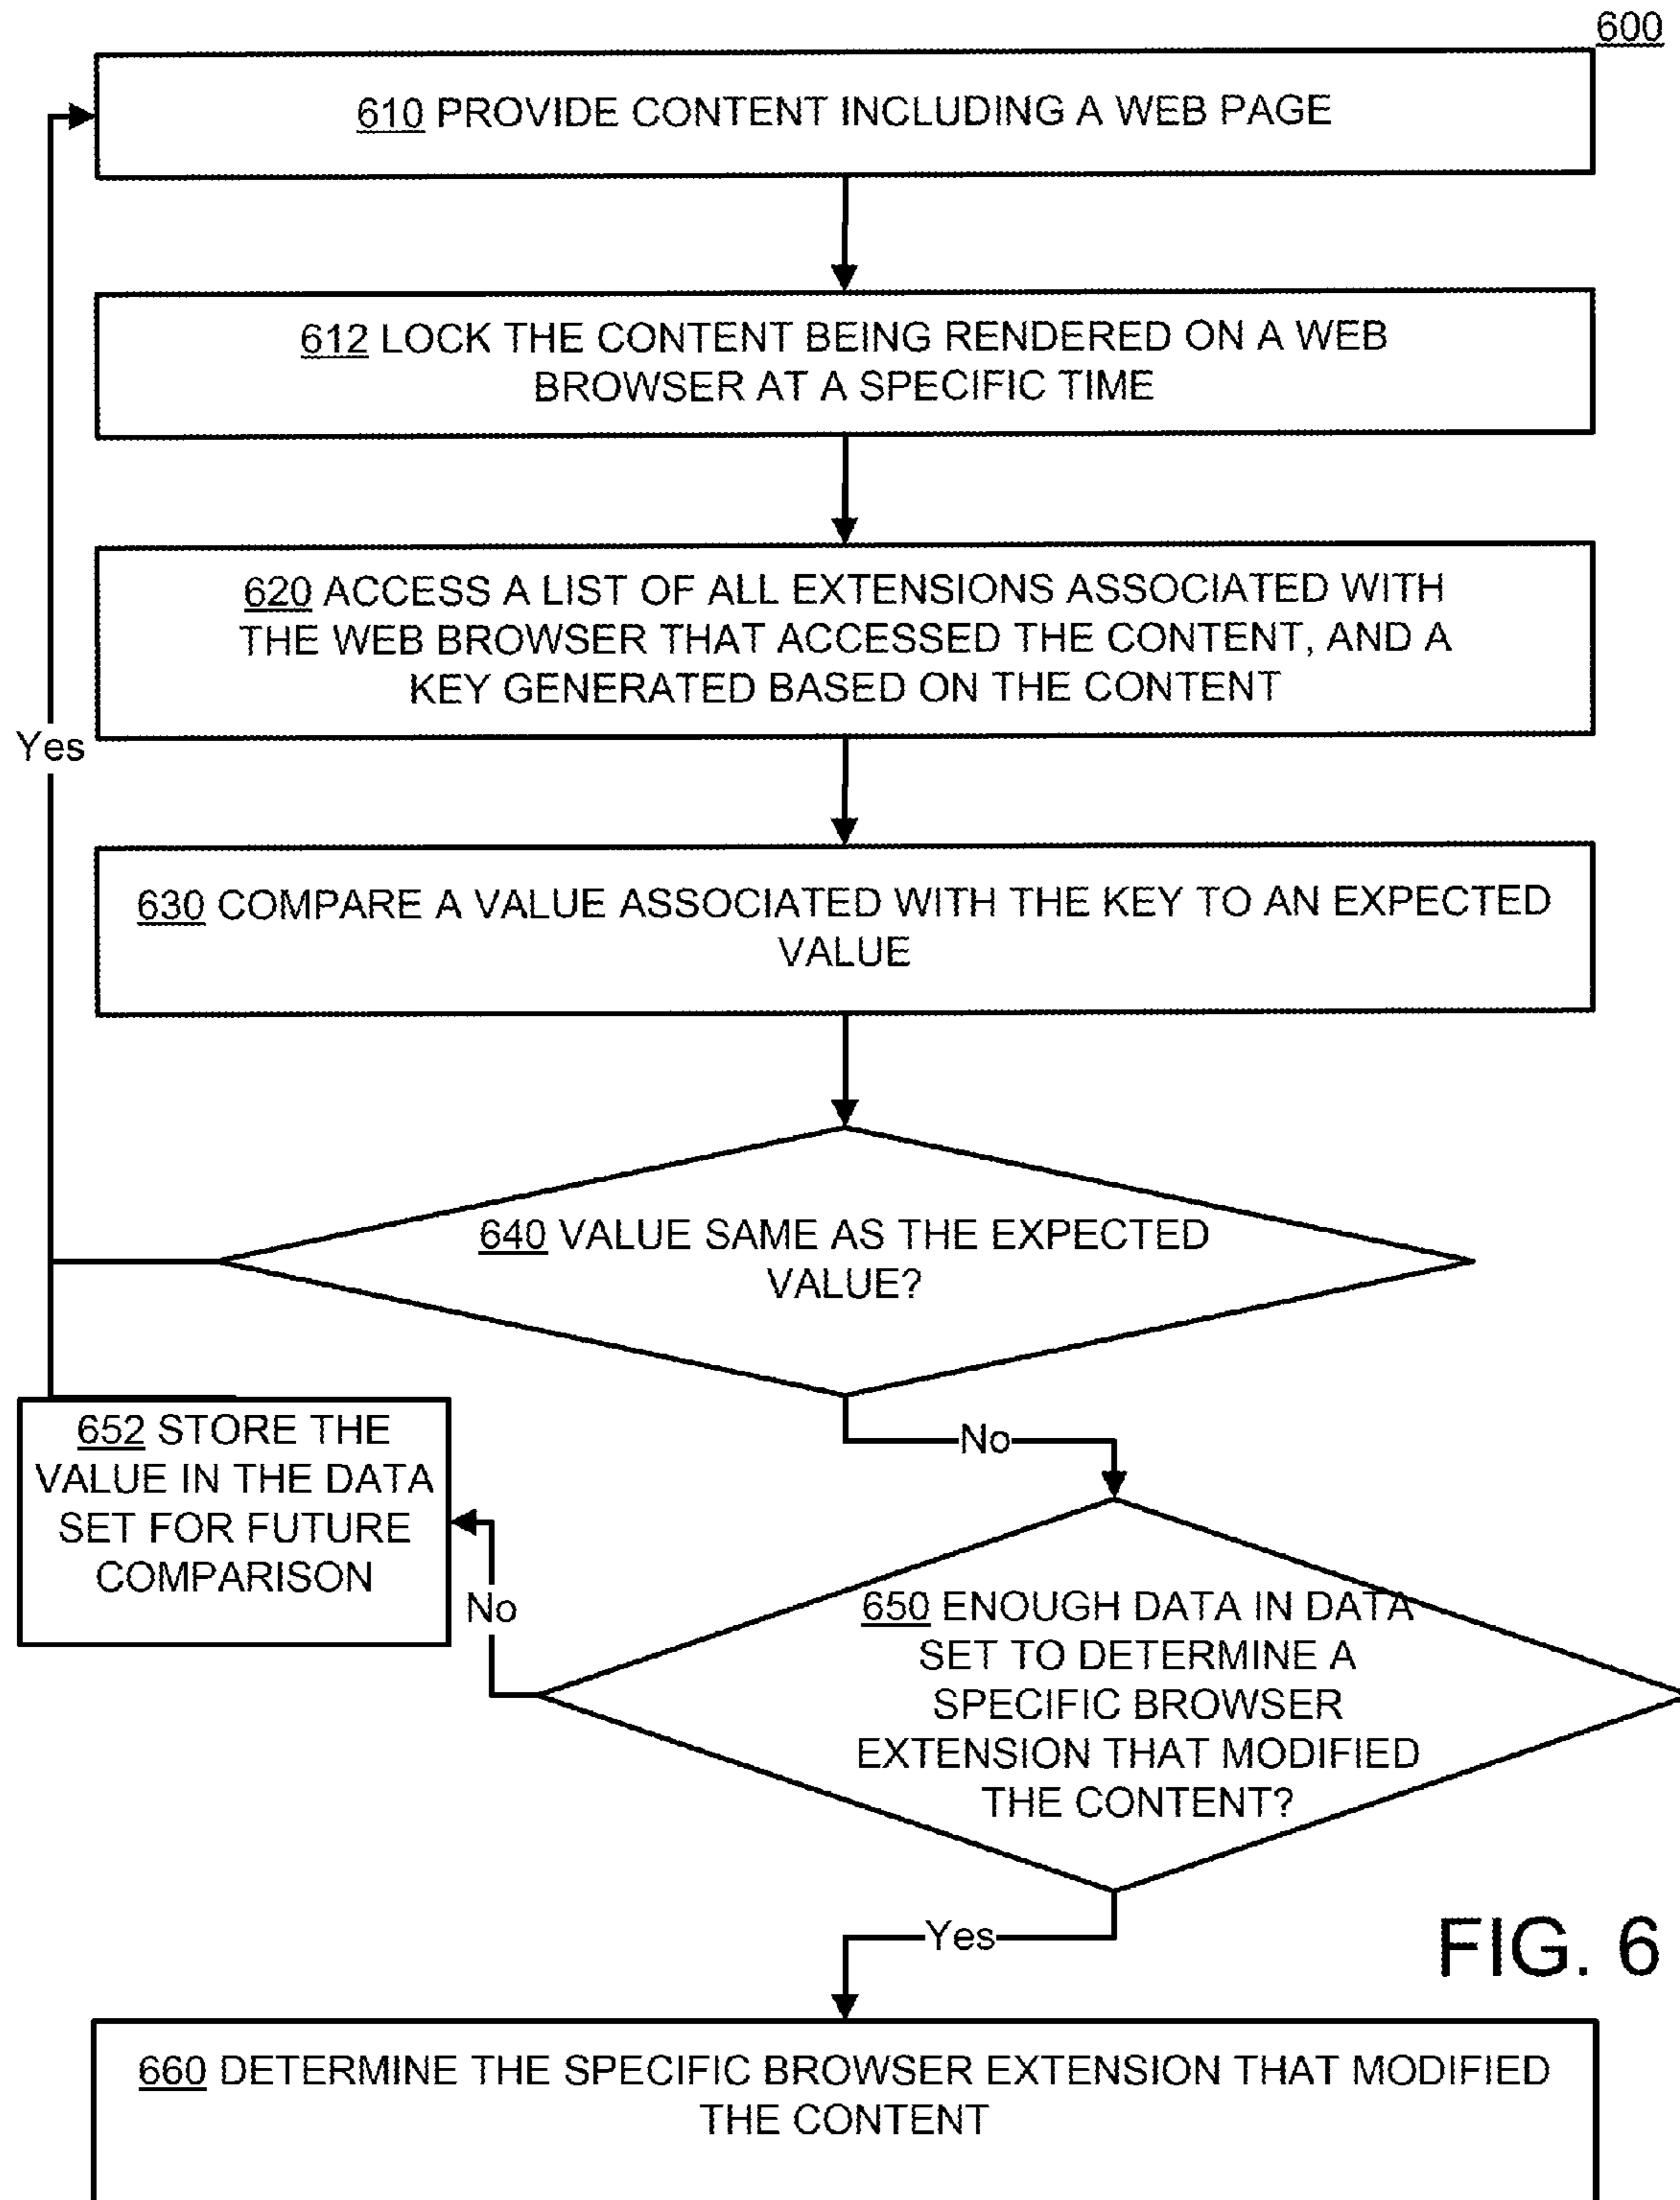 600
610 PROVIDE CONTENT INCLUDING A WEB PAGE
612 LOCK THE CONTENT BEING RENDERED ON A WEB
BROWSER AT A SPECIFIC TIME
620 ACCESS A LIST OF ALL EXTENSIONS ASSOCIATED WITH
THE WEB BROWSER THAT ACCESSED THE CONTENT, AND A
KEY GENERATED BASED ON THE CONTENT
Yes
630 COMPARE A VALUE ASSOCIATED WITH THE KEY TO AN EXPECTED
VALUE
640 VALUE SAME AS THE EXPECTED
VALUE?
No
652 STORE THE
VALUE IN THE DATA
SET FOR FUTURE
COMPARISON
No
650 ENOUGH DATA IN DATA
SET TO DETERMINE A
SPECIFIC BROWSER
EXTENSION THAT MODIFIED
THE CONTENT?
Yes
FIG. 6
660 DETERMINE THE SPECIFIC BROWSER EXTENSION THAT MODIFIED
THE CONTENT